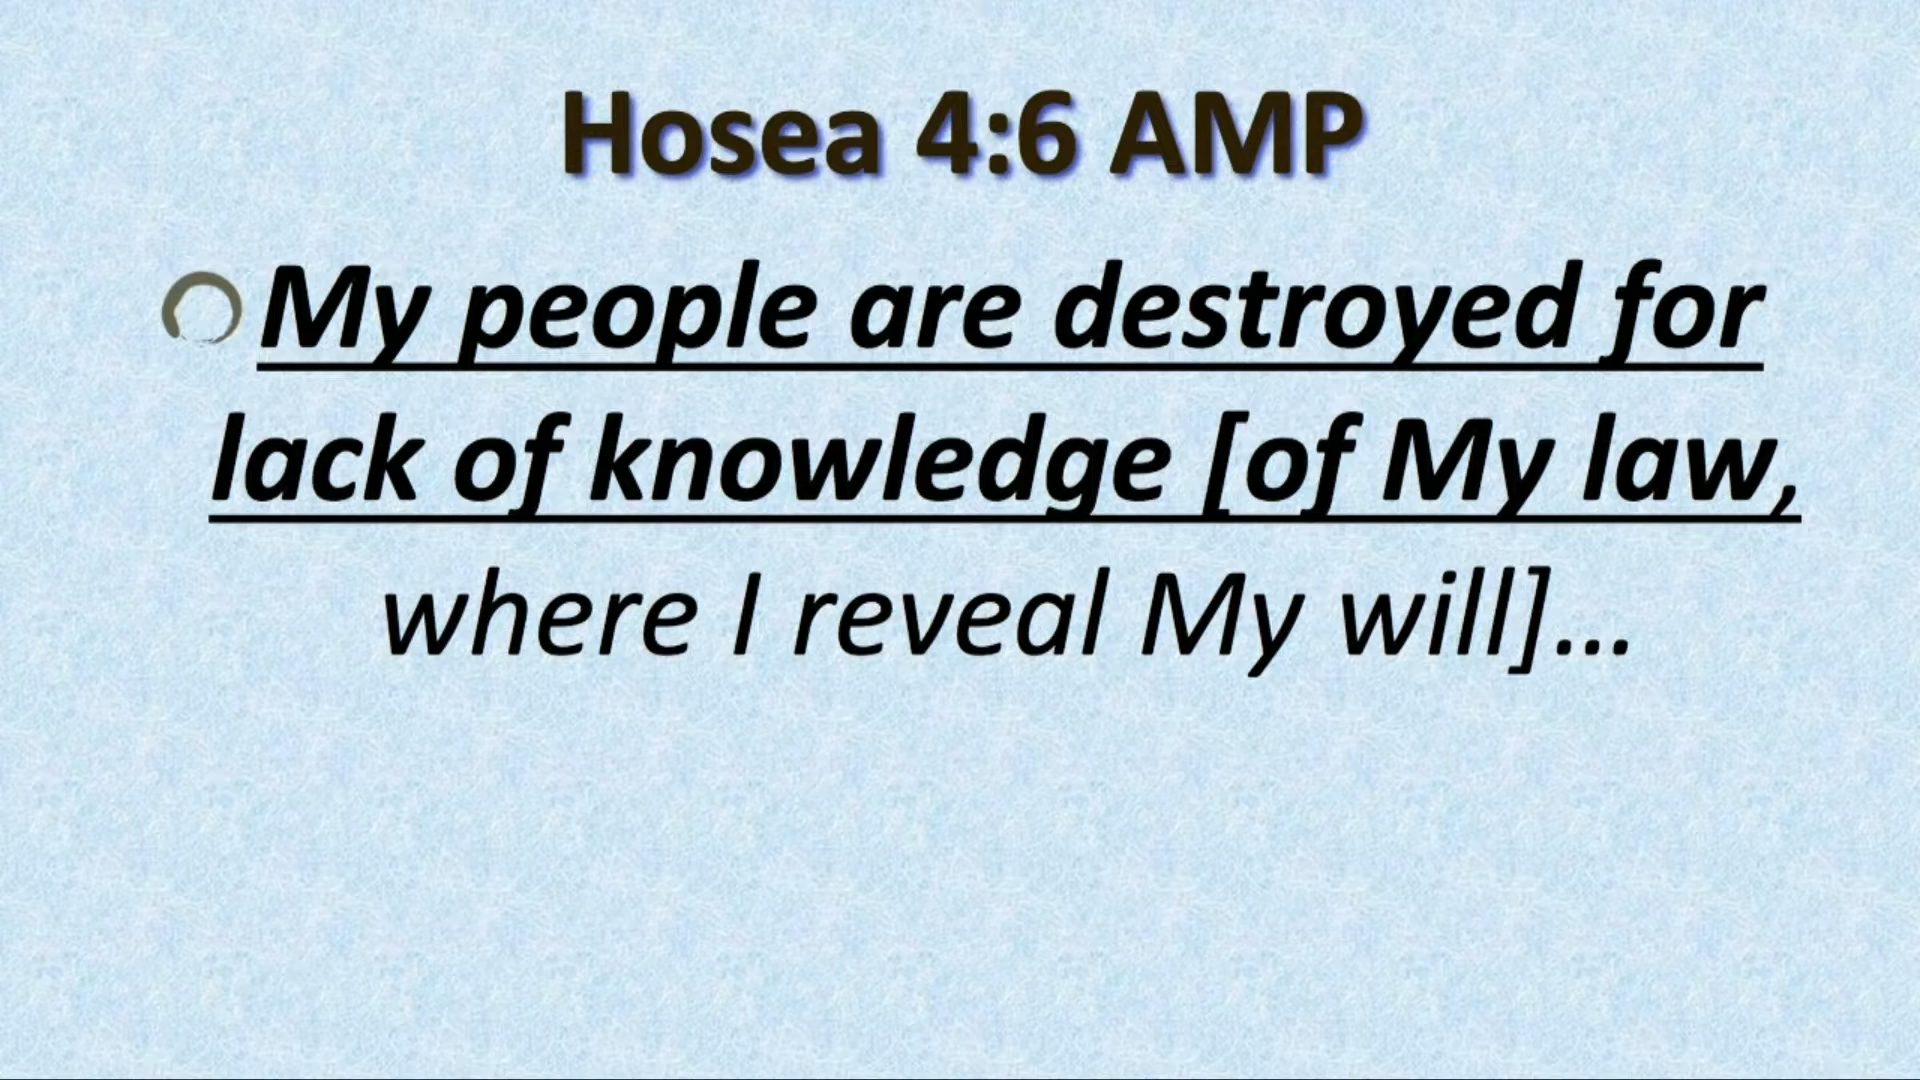 Hosea 4:6 AMP
My people are destroyed for
lack of knowledge [of My law,
where I reveal My will]...